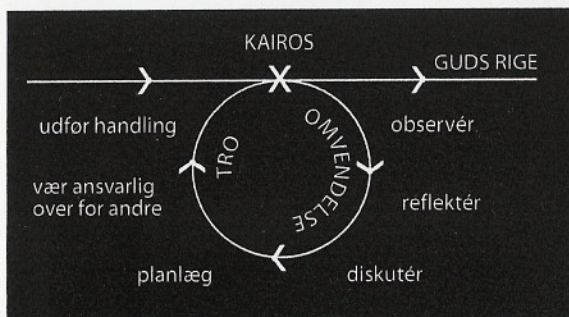 KAIROS
GUDS RIGE
udfør handling
observér
TRO
OMVENDELSE
vær ansvarlig
over for andre
reflektér
planlæg
diskutér